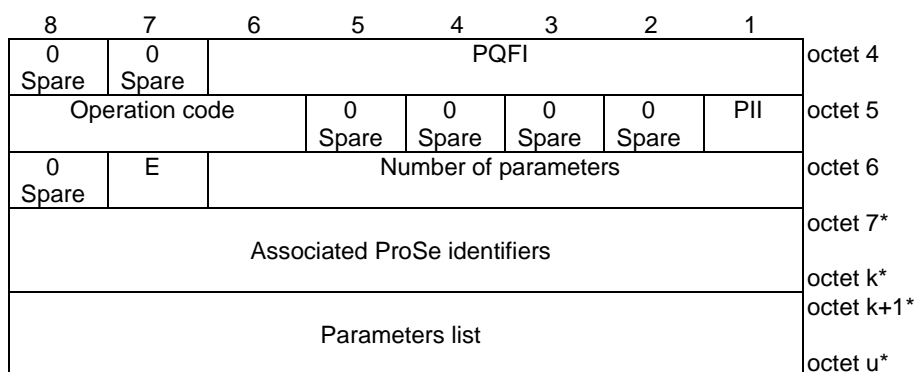 8 7 6 5 4 3 2 1
0 0 PQFI octet 4
Spare Spare
Operation code 0 0 0 0 PII octet 5
Spare Spare Spare Spare
0 E Number of parameters octet 6
Spare
octet 7*
Associated ProSe identifiers
octet k*
octet k+1*
Parameters list
octet u*